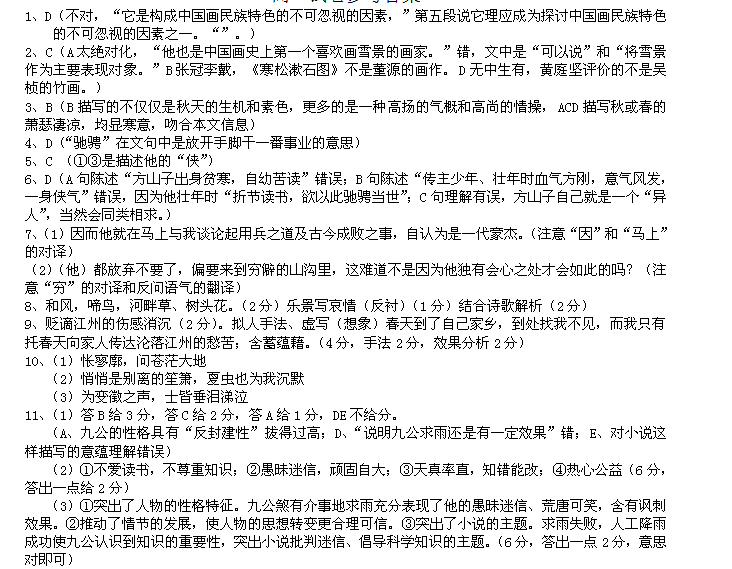 1、D（不对，“它是构成中国画民族特色的不可忽视的因素，”第五段说它理应成为探讨中国画民族特色
的不可忽视的因素之一。“”。）
2、C（A太绝对化，“他也是中国画史上第一个喜欢画雪景的画家。”错，文中是“可以说”和“将雪景
作为主要表现对象。”B张冠李戴，《寒松漱石图》不是董源的画作。D无中生有，黄庭坚评价的不是吴
桢的竹画。）
3、B（B描写的不仅仅是秋天的生机和素色，更多的是一种高扬的气概和高尚的情操，ACD描写秋或春的
萧瑟凄凉，均显寒意，吻合本文信息）
4、D（“驰骋”在文句中是放开手脚干一番事业的意思）
5、C （①③是描述他的“侠”）
6、D（A句陈述“方山子出身贫寒，自幼苦读”错误；B句陈述“传主少年、壮年时血气方刚，意气风发，
一身侠气”错误，因为他壮年时“折节读书，欲以此驰骋当世”；C句理解有误，方山子自己就是一个“异
人”，当然会同类相求。）
7、（1）因而他就在马上与我谈论起用兵之道及古今成败之事，自认为是一代豪杰。（注意“因”和“马上”
的对译）
（2）（他）都放弃不要了，偏要来到穷僻的山沟里，这难道不是因为他独有会心之处才会如此的吗？（注
意“穷”的对译和反问语气的翻译）
8、和风，啼鸟，河畔草、树头花。（2分）乐景写哀情（反衬）（1分）结合诗歌解析（2分）
9、贬谪江州的伤感消沉（2分）。拟人手法、虚写（想象）春天到了自己家乡，到处找我不见，而我只有
托春天向家人传达沦落江州的愁苦；含蓄蕴藉。（4分，手法2分，效果分析2分）
10、（1）怅寥廓，问苍茫大地
（2）悄悄是别离的笙箫，夏虫也为我沉默
（3）为变徵之声，士皆垂泪涕泣
11、（1）答B给3分，答C给2分，答A给1分，DE不给分。
（A、九公的性格具有“反封建性”拔得过高；D、“说明九公求雨还是有一定效果”错；E、对小说这
样描写的意蕴理解错误）
（2）①不爱读书，不尊重知识；②愚昧迷信，顽固自大；③天真率直，知错能改；④热心公益（6分，
答出一点给2分）
（3）①突出了人物的性格特征。九公煞有介事地求雨充分表现了他的愚昧迷信、荒唐可笑，含有讽刺
效果。②推动了情节的发展，使人物的思想转变更合理可信。③突出了小说的主题。求雨失败，人工降雨
成功使九公认识到知识的重要性，突出小说批判迷信、倡导科学知识的主题。（6分，答出一点2分，意思
对即可）